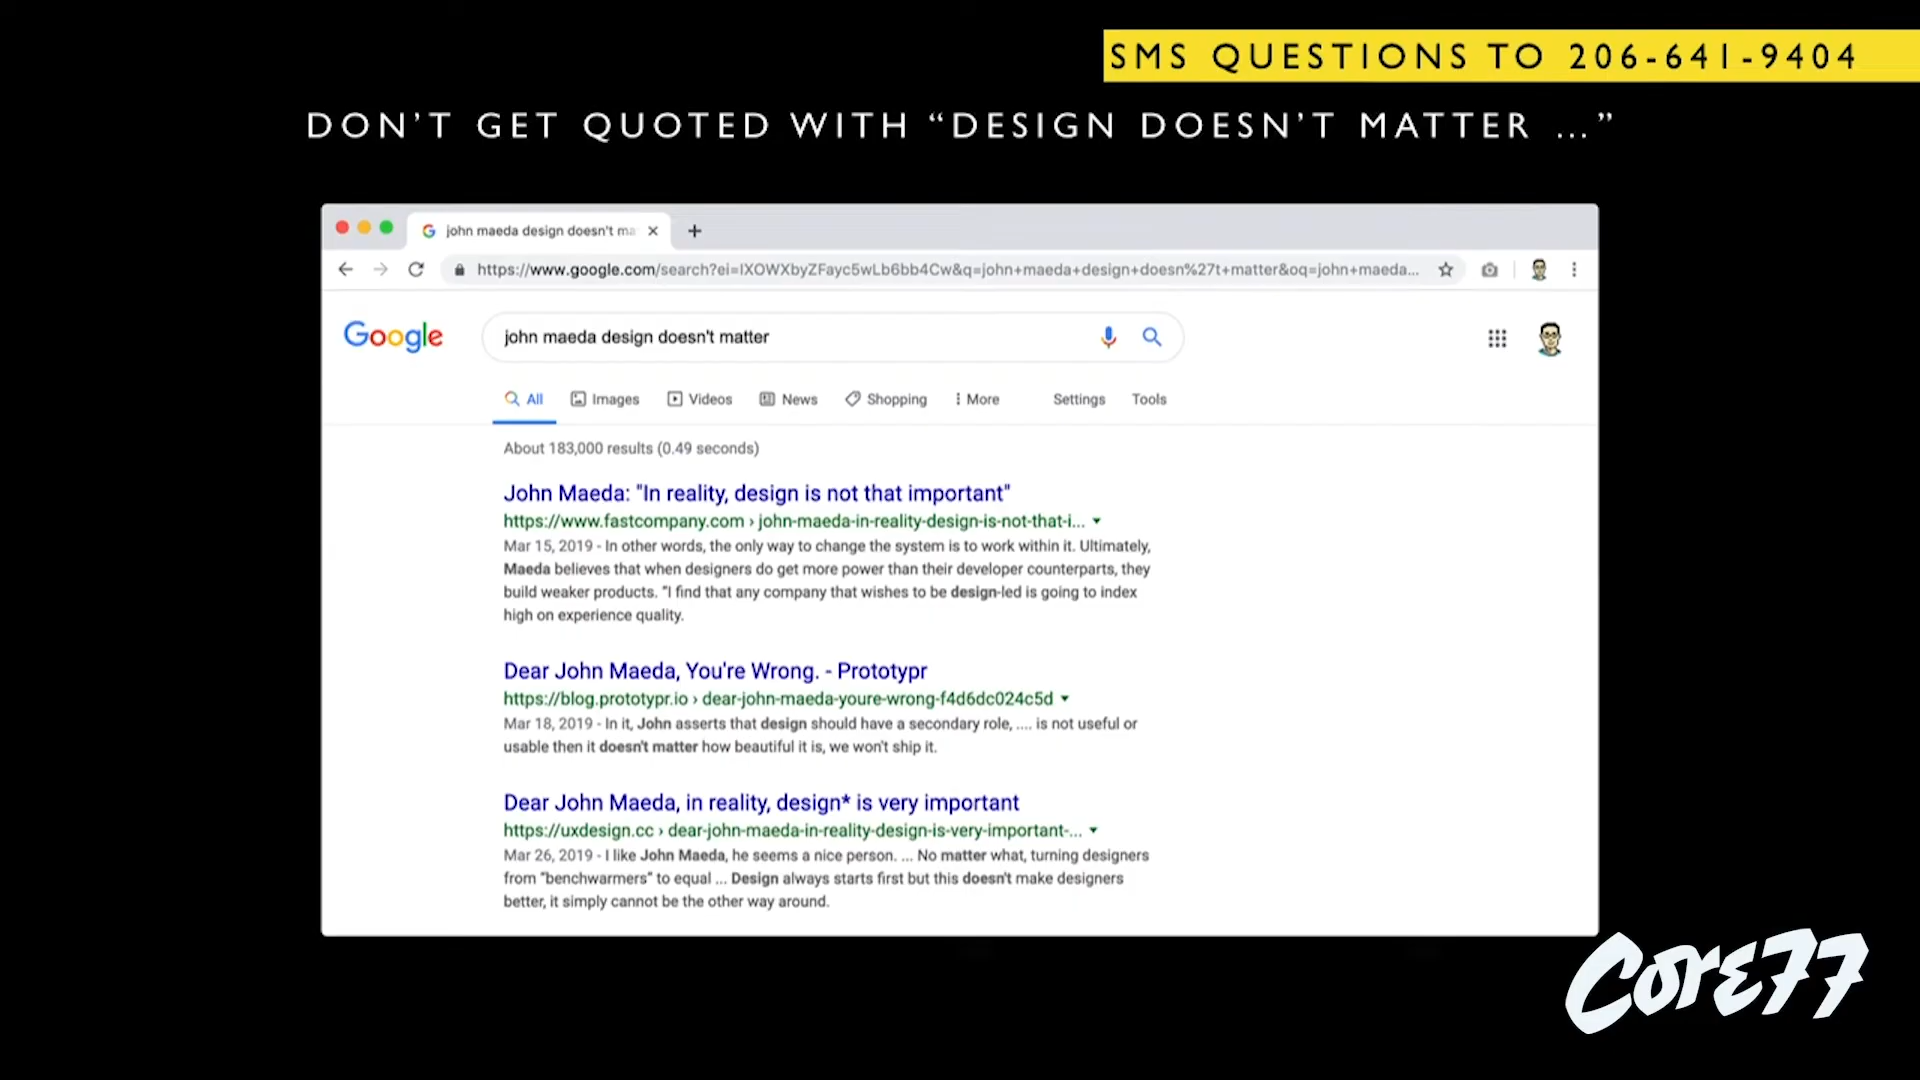 SMS QUESTIONS TO 206-641-9404
DON'T GET QUOTED WITH “DESIGN DOESN'T MATTER ...”
john maeda design doesn't ma
https://www.google.com/search?ei=IXOWXbyZFayc5wLb6bb4Cw&q=john+maeda+design+doesn%27t+matter&oq=john+maeda...
Google
john maeda design doesn't matter
All Images Videos News Shopping More Settings Tools
About 183,000 results (0.49 seconds)
John Maeda: "In reality, design is not that important"
https://www.fastcompany.com › john-maeda-in-reality-design-is-not-that-i...
Mar 15, 2019 - In other words, the only way to change the system is to work within it. Ultimately,
Maeda believes that when designers do get more power than their developer counterparts, they
build weaker products. "I find that any company that wishes to be design-led is going to index
high on experience quality.
Dear John Maeda, You're Wrong. - Prototypr
https://blog.prototypr.io › dear-john-maeda-youre-wrong-f4d6dc024c5d
Mar 18, 2019 - In it, John asserts that design should have a secondary role, .... is not useful or
usable then it doesn't matter how beautiful it is, we won't ship it.
Dear John Maeda, in reality, design* is very important
https://uxdesign.cc › dear-john-maeda-in-reality-design-is-very-important-...
Mar 26, 2019 - I like John Maeda, he seems a nice person. ... No matter what, turning designers
from "benchwarmers" to equal ... Design always starts first but this doesn't make designers
better, it simply cannot be the other way around.
Core77